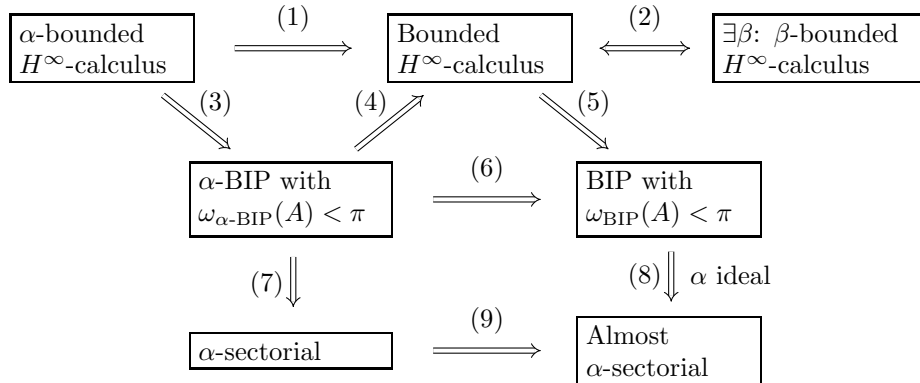 (1)
(2)
α-bounded
H∞-calculus
Bounded
H∞-calculus
∃β: β-bounded
H∞-calculus
(3)
(4)
(5)
α-BIP with
ωα-BIP(A) < π
(6)
BIP with
ωBIP(A) < π
(7)
(8)
α ideal
α-sectorial
(9)
Almost
α-sectorial